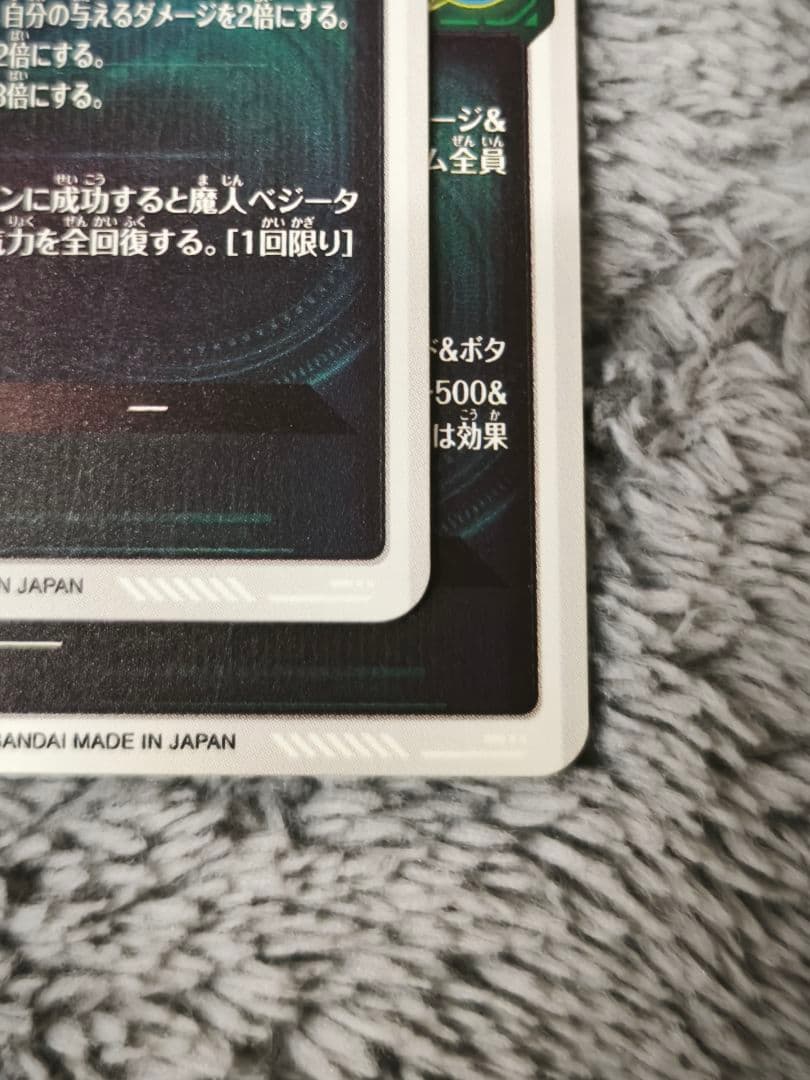 自分の与えるダメージを2倍にする。
2倍にする。
3倍にする。
ンに成功すると魔人ベジータ
気力を全回復する。[1回限り]
N JAPAN
ージ&
ム全員
ド&ボタ
500&
は効果
BANDAI MADE IN JAPAN